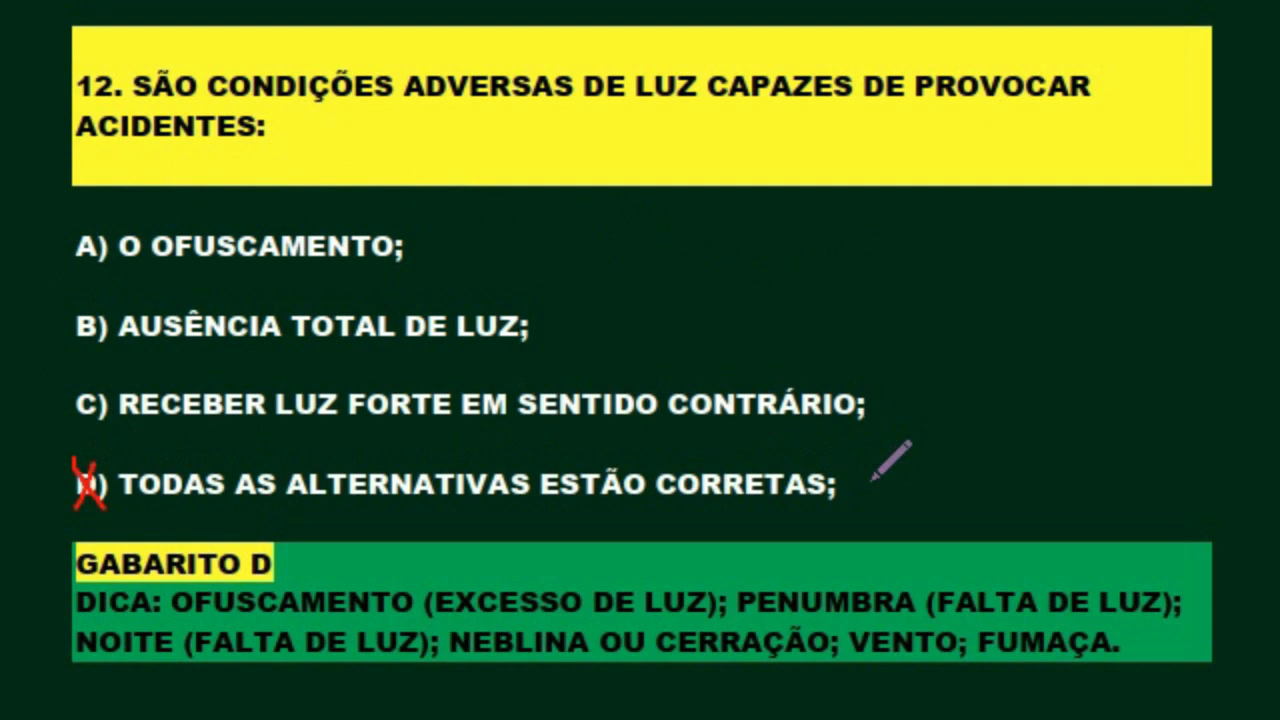 12. SÃO CONDIÇÕES ADVERSAS DE LUZ CAPAZES DE PROVOCAR
ACIDENTES:
A) O OFUSCAMENTO;
B) AUSÊNCIA TOTAL DE LUZ;
C) RECEBER LUZ FORTE EM SENTIDO CONTRÁRIO;
D) TODAS AS ALTERNATIVAS ESTÃO CORRETAS;
GABARITO D
DICA: OFUSCAMENTO (EXCESSO DE LUZ); PENUMBRA (FALTA DE LUZ);
NOITE (FALTA DE LUZ); NEBLINA OU CERRAÇÃO; VENTO; FUMAÇA.